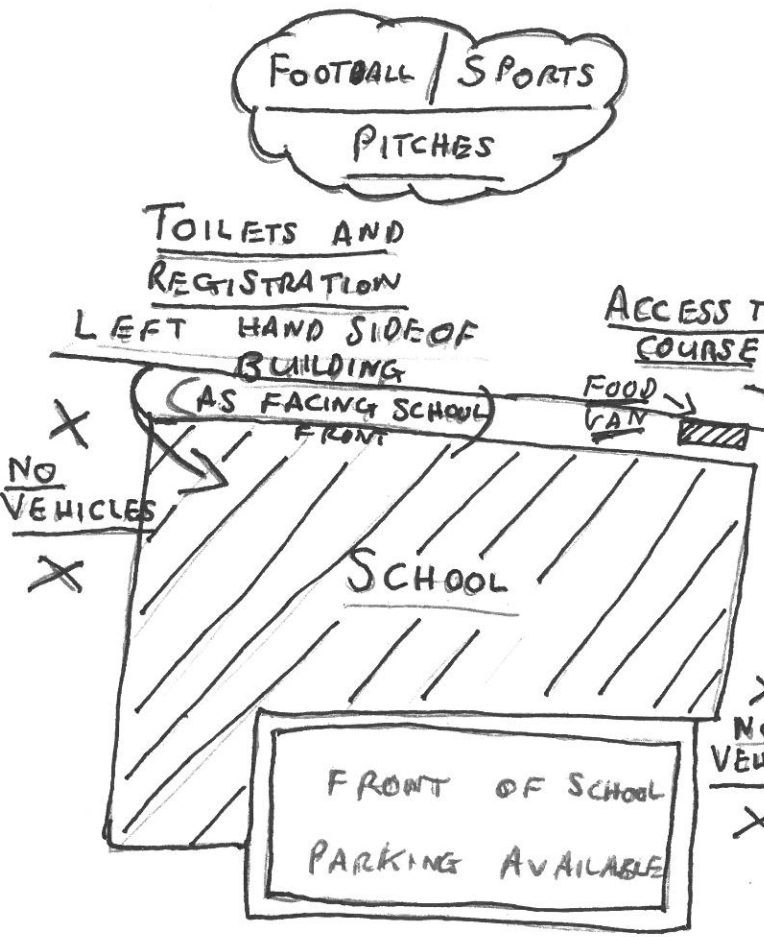 FOOTBALL / SPORTS
PITCHES
TOILETS AND
REGISTRATION
LEFT HAND SIDE OF
BUILDING
(AS FACING SCHOOL
FRONT)
ACCESS T
COURSE
FOOD
VAN
NO
VEHICLES
SCHOOL
NO
VEH
FRONT OF SCHOOL
PARKING AVAILABLE